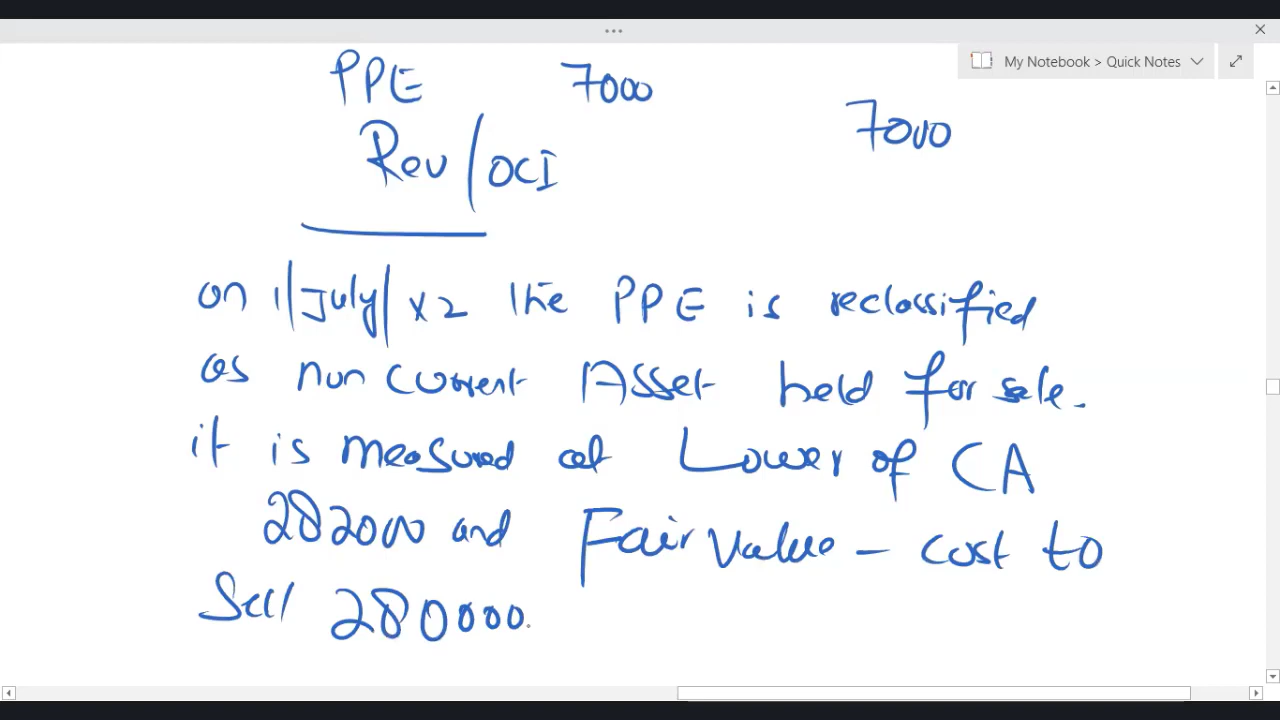 My Notebook > Quick Notes
PPE 7000
7000
Rev/OCI
on 1|July|x2 the PPE is reclassified
as non current Asset held for sale.
it is measured at Lower of CA
282000 and Fair value - cost to
Sell 280000.